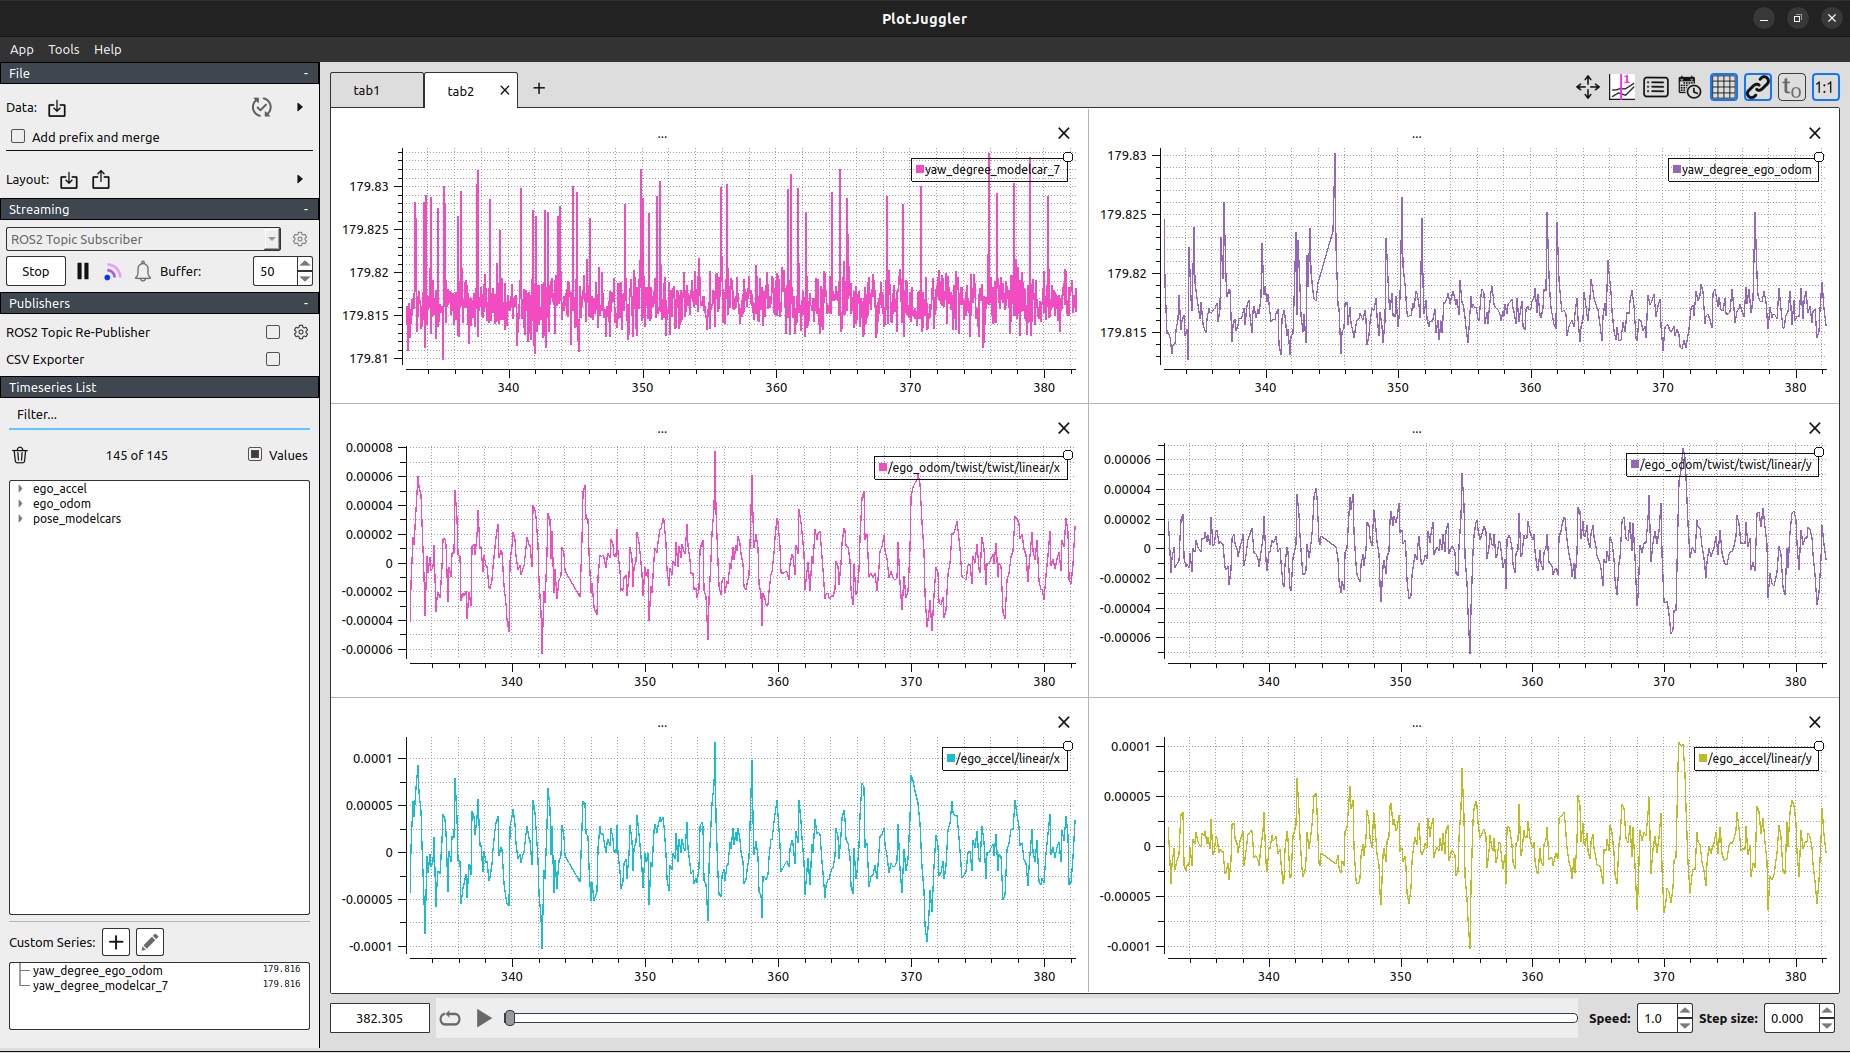 PlotJuggler
App Tools Help
File -
Data:
Add prefix and merge
Layout:
Streaming -
ROS2 Topic Subscriber
Stop Buffer: 50
Publishers -
ROS2 Topic Re-Publisher
CSV Exporter
Timeseries List
Filter...
145 of 145 Values
ego_accel
ego_odom
pose_modelcars
Custom Series:
yaw_degree_ego_odom 179.816
yaw_degree_modelcar_7 179.816
tab1 tab2 +
1 t0 1:1
...
yaw_degree_modelcar_7
179.83
179.825
179.82
179.815
179.81
340 350 360 370 380
...
yaw_degree_ego_odom
179.83
179.825
179.82
179.815
340 350 360 370 380
...
/ego_odom/twist/twist/linear/x
0.00008
0.00006
0.00004
0.00002
0
-0.00002
-0.00004
-0.00006
340 350 360 370 380
...
/ego_odom/twist/twist/linear/y
0.00006
0.00004
0.00002
0
-0.00002
-0.00004
-0.00006
340 350 360 370 380
...
/ego_accel/linear/x
0.0001
0.00005
0
-0.00005
-0.0001
340 350 360 370 380
...
/ego_accel/linear/y
0.0001
0.00005
0
-0.00005
-0.0001
340 350 360 370 380
382.305 Speed: 1.0 Step size: 0.000